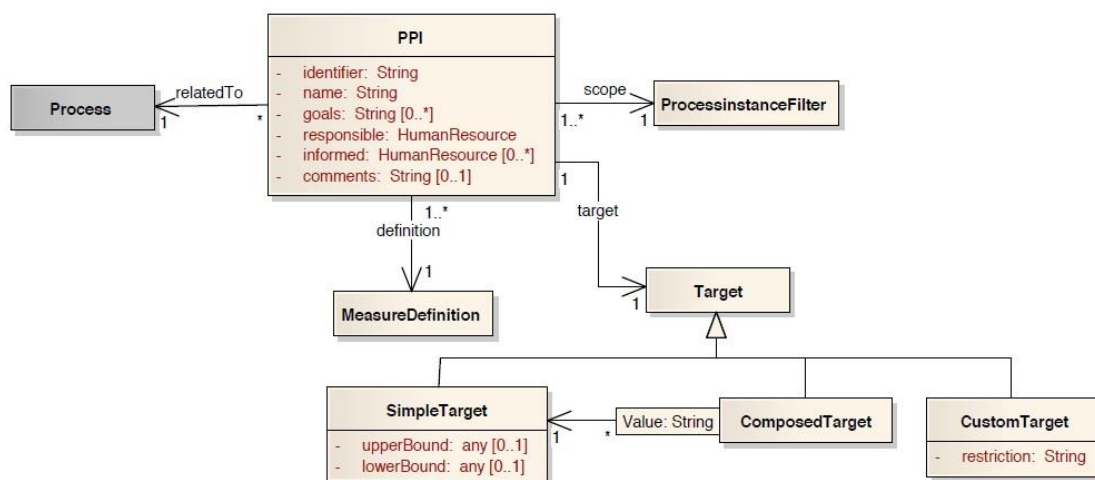 PPI
- identifier: String
- name: String
- goals: String [0..*]
- responsible: HumanResource
- informed: HumanResource [0..*]
- comments: String [0..1]
Process
relatedTo
1
*
scope
1..*
1
ProcessinstanceFilter
1
target
1
1..*
definition
1
MeasureDefinition
Target
SimpleTarget
- upperBound: any [0..1]
- lowerBound: any [0..1]
1
*
Value: String
ComposedTarget
CustomTarget
- restriction: String